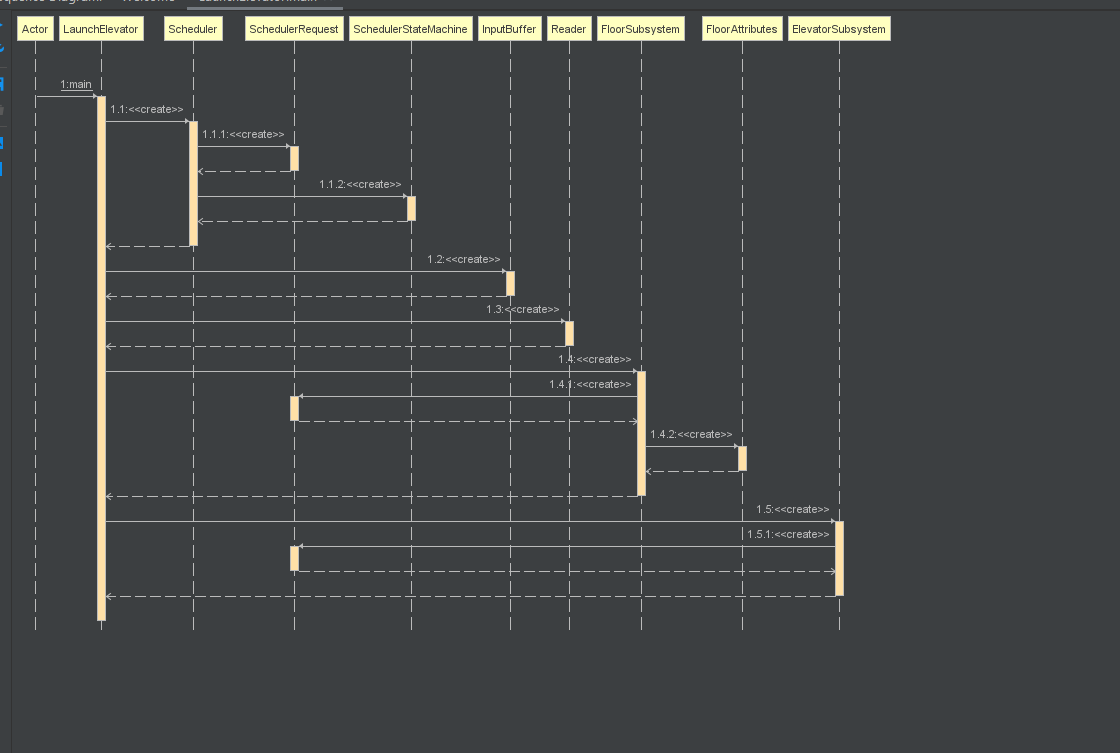 Welcome
Actor LaunchElevator Scheduler SchedulerRequest SchedulerStateMachine InputBuffer Reader FloorSubsystem FloorAttributes ElevatorSubsystem
1:main
1.1:<<create>>
1.1.1:<<create>>
1.1.2:<<create>>
1.2:<<create>>
1.3:<<create>>
1.4:<<create>>
1.4.1:<<create>>
1.4.2:<<create>>
1.5:<<create>>
1.5.1:<<create>>